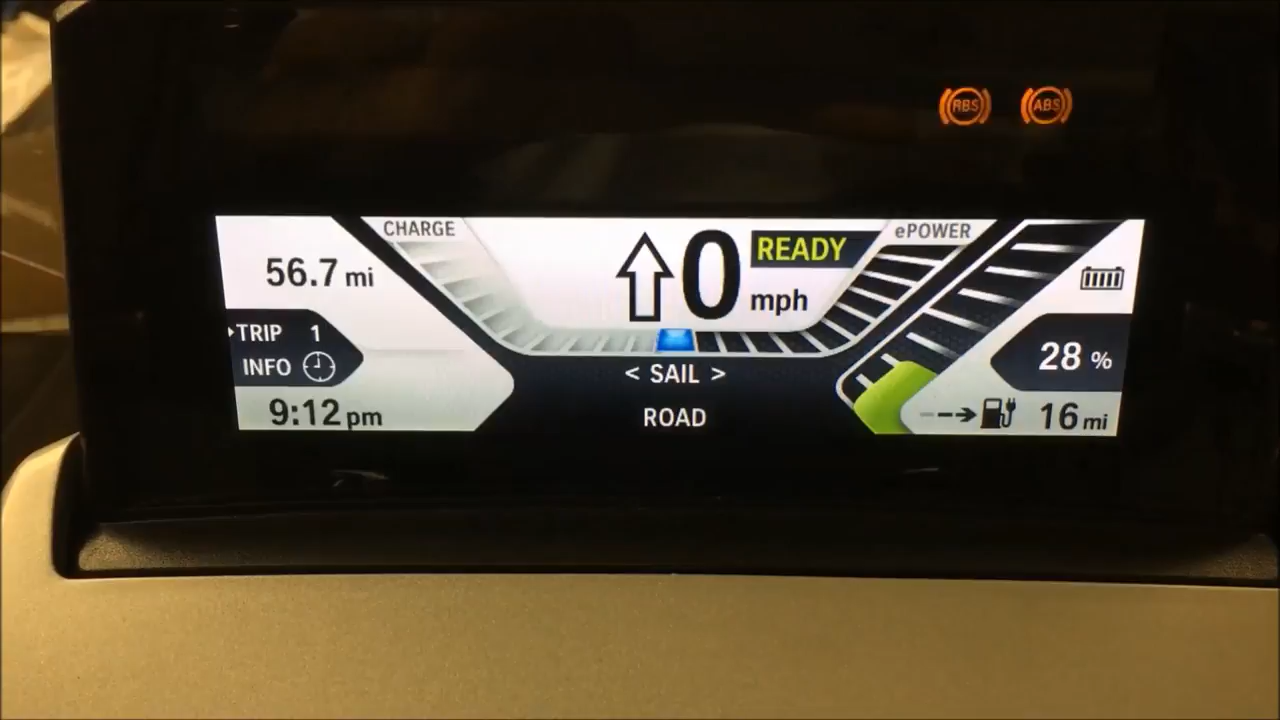 RBS ABS
CHARGE
ePOWER
56.7 mi
0 READY
mph
TRIP 1
INFO
28 %
< SAIL >
9:12 pm
ROAD
16 mi